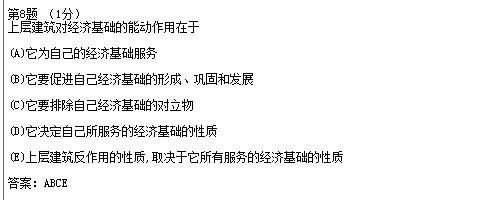 第8题 （1分）
上层建筑对经济基础的能动作用在于
(A)它为自己的经济基础服务
(B)它要促进自己经济基础的形成、巩固和发展
(C)它要排除自己经济基础的对立物
(D)它决定自己所服务的经济基础的性质
(E)上层建筑反作用的性质,取决于它所有服务的经济基础的性质
答案: ABCE